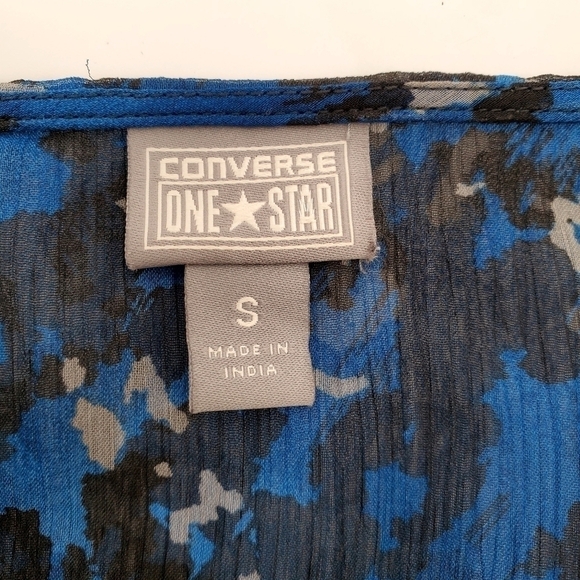 CONVERSE
ONE STAR
S
MADE IN
INDIA